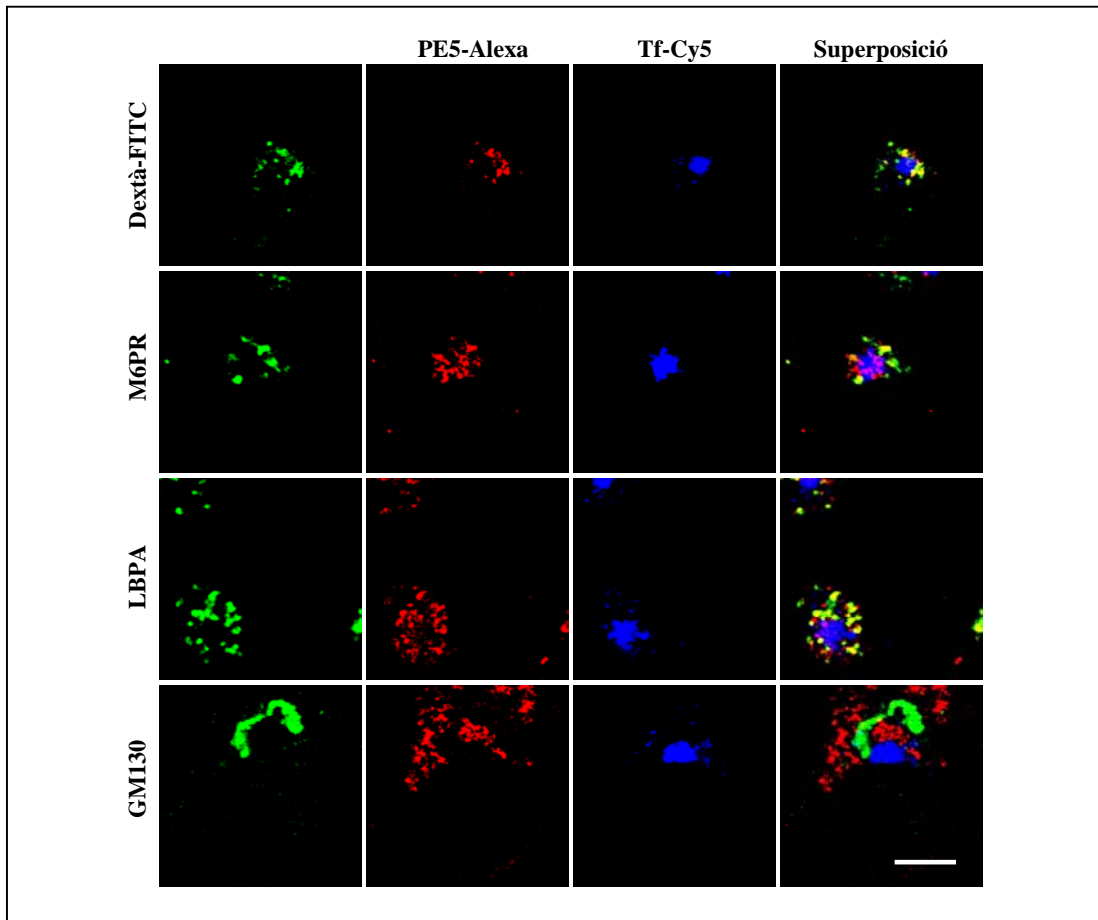 PE5-Alexa Tf-Cy5 Superposició
Dextà-FITC
M6PR
LBPA
GM130